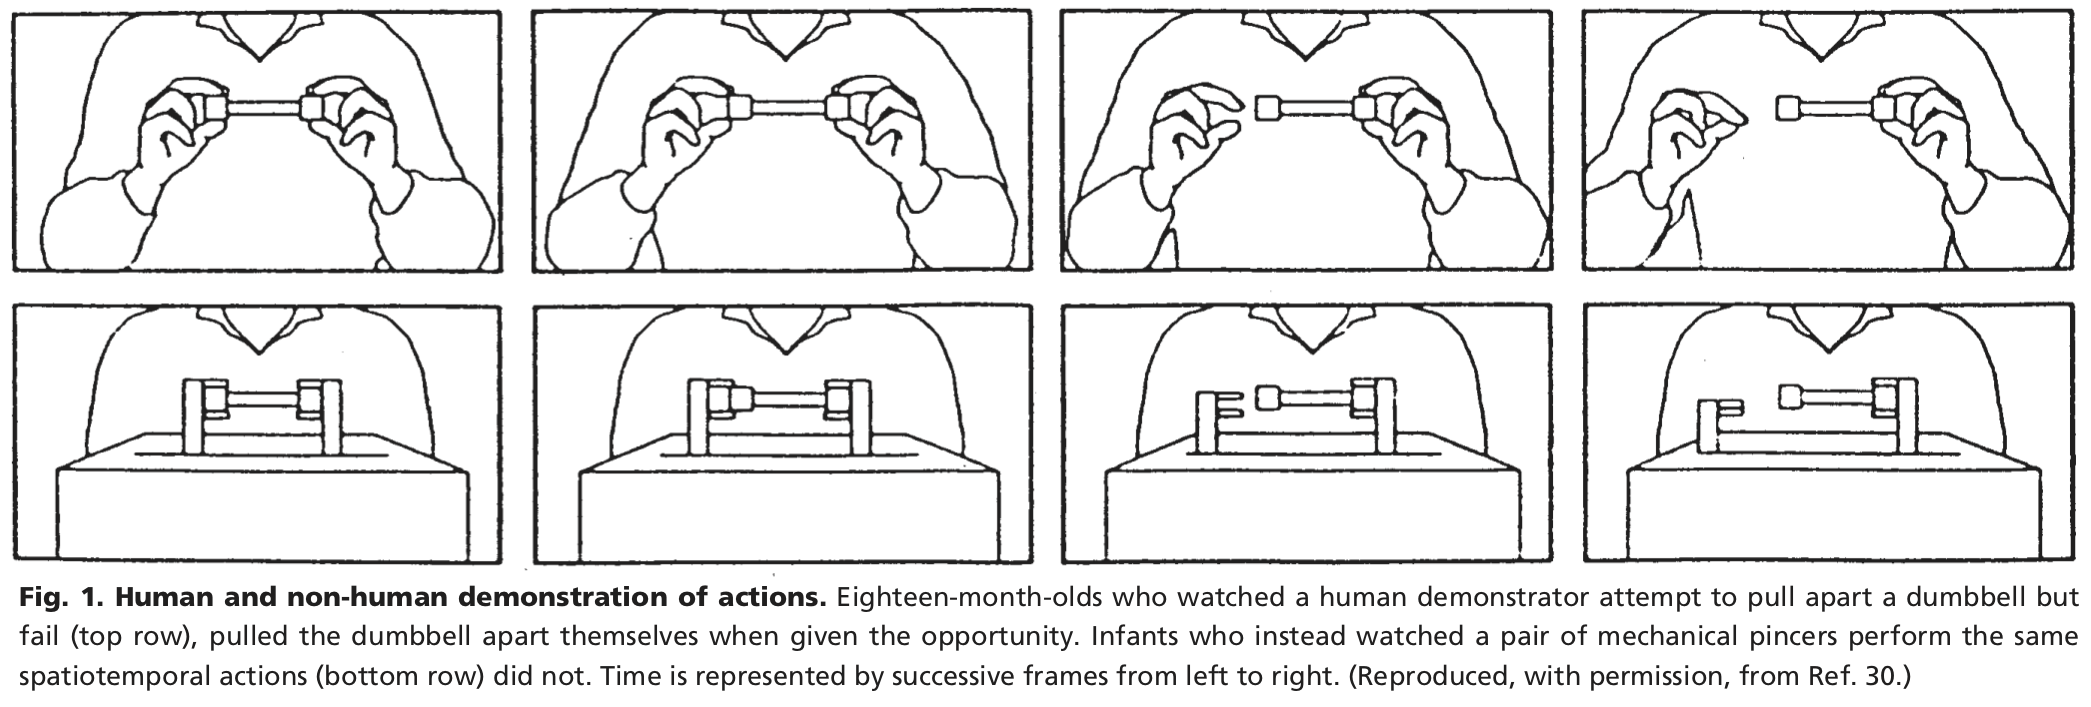 Fig. 1. Human and non-human demonstration of actions. Eighteen-month-olds who watched a human demonstrator attempt to pull apart a dumbbell but
fail (top row), pulled the dumbbell apart themselves when given the opportunity. Infants who instead watched a pair of mechanical pincers perform the same
spatiotemporal actions (bottom row) did not. Time is represented by successive frames from left to right. (Reproduced, with permission, from Ref. 30.)